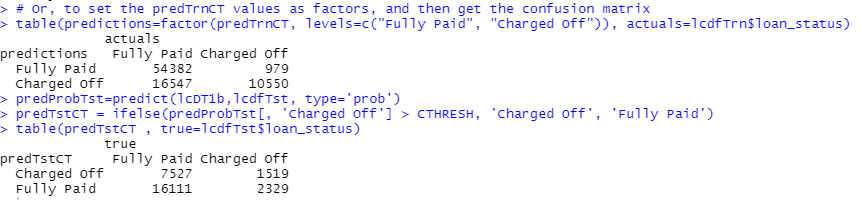 > # Or, to set the predTrnCT values as factors, and then get the confusion matrix
> table(predictions=factor(predTrnCT, levels=c("Fully Paid", "Charged Off")), actuals=lcdfTrn$loan_status)
             actuals
predictions   Fully Paid Charged Off
  Fully Paid       54382         979
  Charged Off      16547       10550
> predProbTst=predict(lcDT1b,lcdfTst, type='prob')
> predTstCT = ifelse(predProbTst[, 'Charged Off'] > CTHRESH, 'Charged Off', 'Fully Paid')
> table(predTstCT , true=lcdfTst$loan_status)
             true
predTstCT     Fully Paid Charged Off
  Charged Off       7527        1519
  Fully Paid       16111        2329